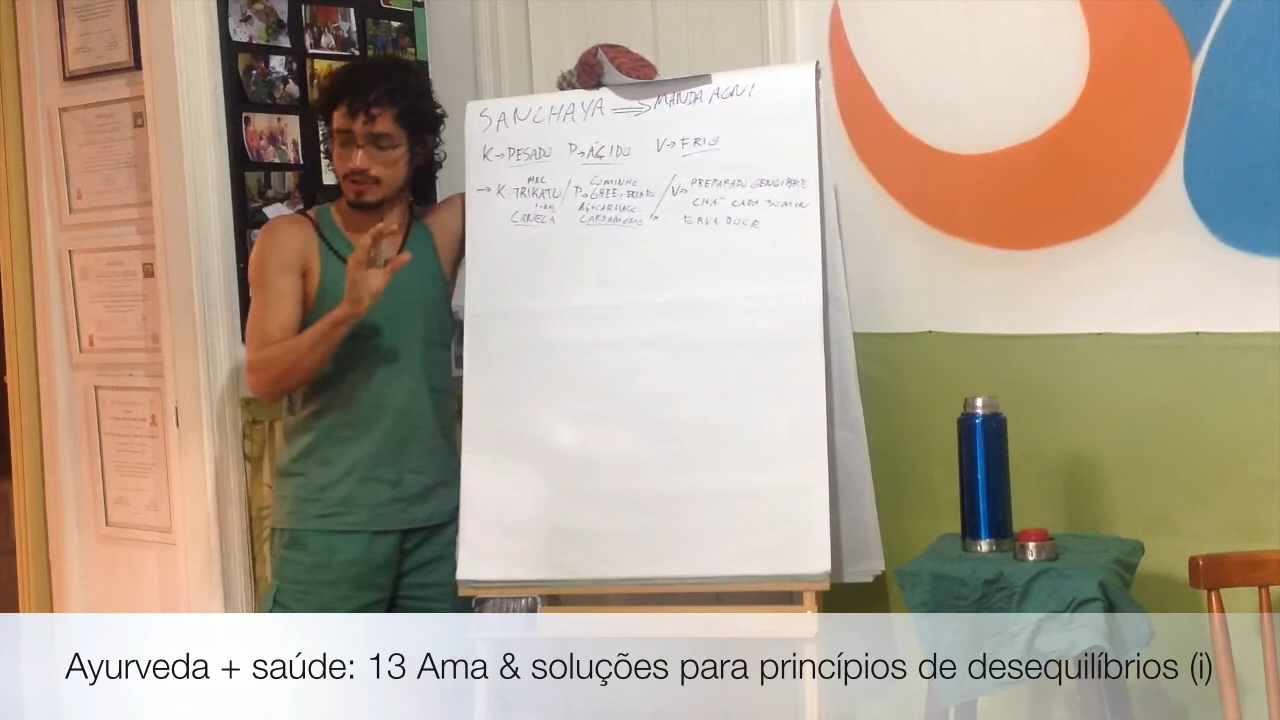 SANCHAYA ⇒ MANDA AGNI
K→PESADO P→ÁCIDO V→FRIO
MEL COMINHO
→ K TRIKATU / P→GHEE, / V→ PREPARADO GENGIBRE
CHÁ CADA 30 MIN
CANELA CARDAMOMO ERVA DOCE
Ayurveda + saúde: 13 Ama & soluções para princípios de desequilíbrios (i)